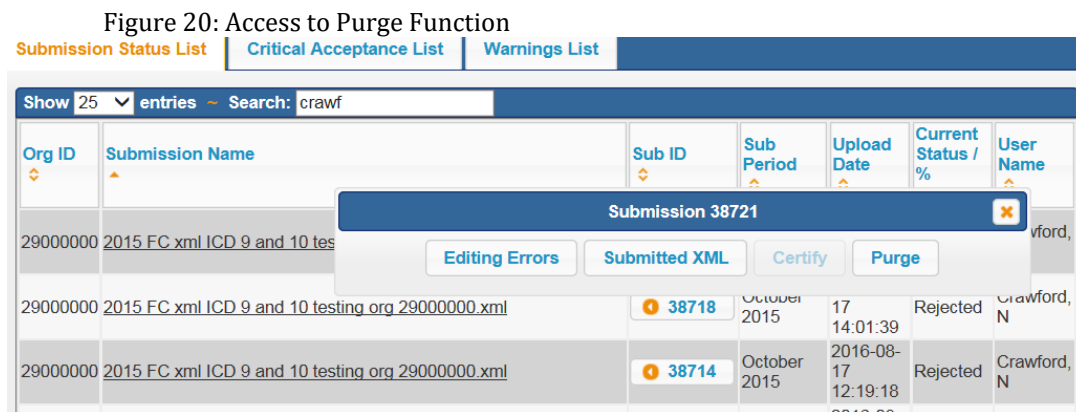 Figure 20: Access to Purge Function
Submission Status List Critical Acceptance List Warnings List
Show 25 entries ~ Search: crawf
Org ID Submission Name Sub ID Sub Period Upload Date Current Status / % User Name
Submission 38721
29000000 2015 FC xml ICD 9 and 10 tes
Editing Errors Submitted XML Certify Purge
29000000 2015 FC xml ICD 9 and 10 testing org 29000000.xml 38718 October 2015 17 14:01:39 Rejected Crawford, N
29000000 2015 FC xml ICD 9 and 10 testing org 29000000.xml 38714 October 2015 2016-08-17 12:19:18 Rejected Crawford, N